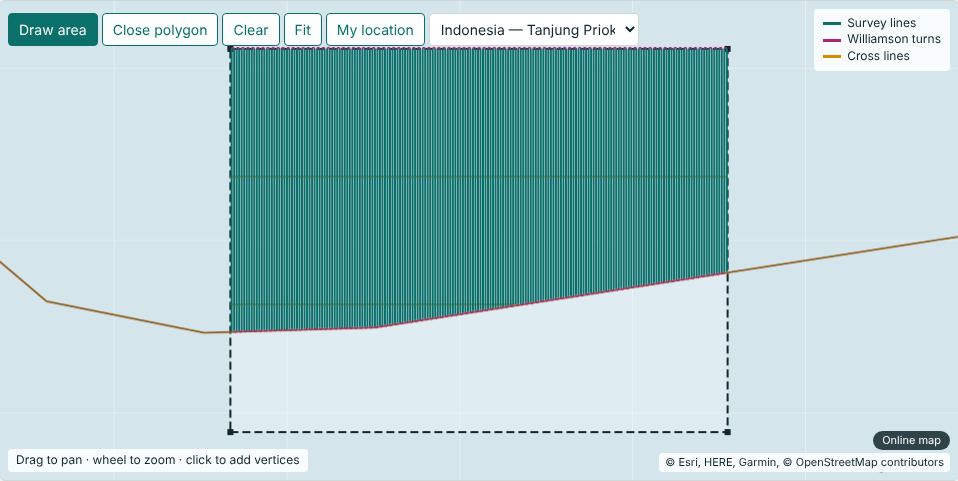 Draw area
Close polygon
Clear
Fit
My location
Indonesia — Tanjung Priok
Survey lines
Williamson turns
Cross lines
Online map
Drag to pan · wheel to zoom · click to add vertices
© Esri, HERE, Garmin, © OpenStreetMap contributors